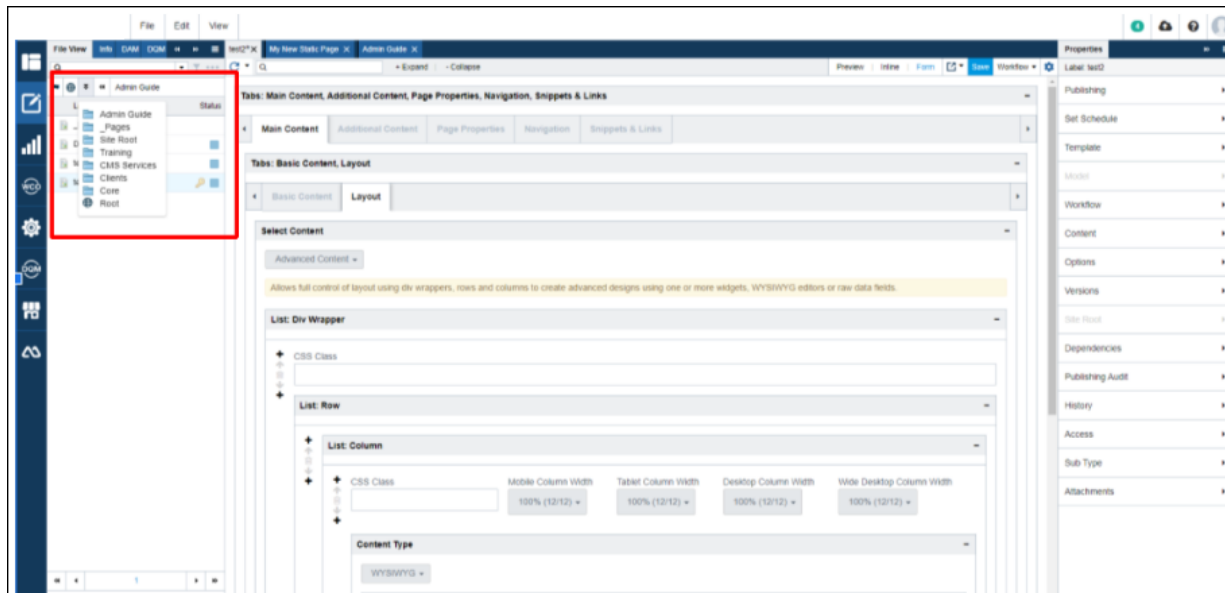 File Edit View
4
File View Info DAM DQM test2* X My New Static Page X Admin Guide X Properties
+ Expand - Collapse Preview Inline Form Save Workflow Label: test2
Admin Guide
Status
Admin Guide
_Pages
Site Root
Training
CMS Services
Clients
Core
Root
WCO
DQM
1
Tabs: Main Content, Additional Content, Page Properties, Navigation, Snippets & Links
Main Content Additional Content Page Properties Navigation Snippets & Links
Tabs: Basic Content, Layout
Basic Content Layout
Select Content
Advanced Content
Allows full control of layout using div wrappers, rows and columns to create advanced designs using one or more widgets, WYSIWYG editors or raw data fields.
List: Div Wrapper
CSS Class
List: Row
List: Column
CSS Class Mobile Column Width Tablet Column Width Desktop Column Width Wide Desktop Column Width
100% (12/12) 100% (12/12) 100% (12/12) 100% (12/12)
Content Type
WYSIWYG
Publishing
Set Schedule
Template
Model
Workflow
Content
Options
Versions
Site Root
Dependencies
Publishing Audit
History
Access
Sub Type
Attachments